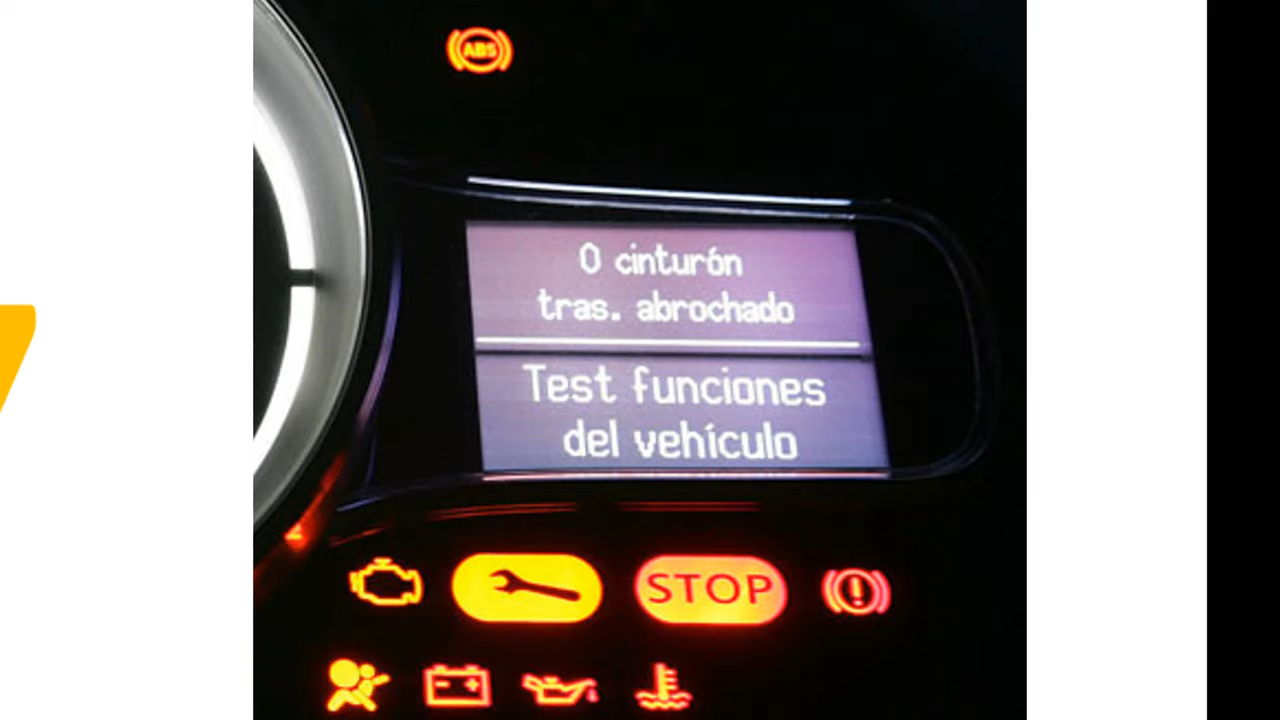 ABS
0 cinturón
tras. abrochado
Test funciones
del vehículo
STOP